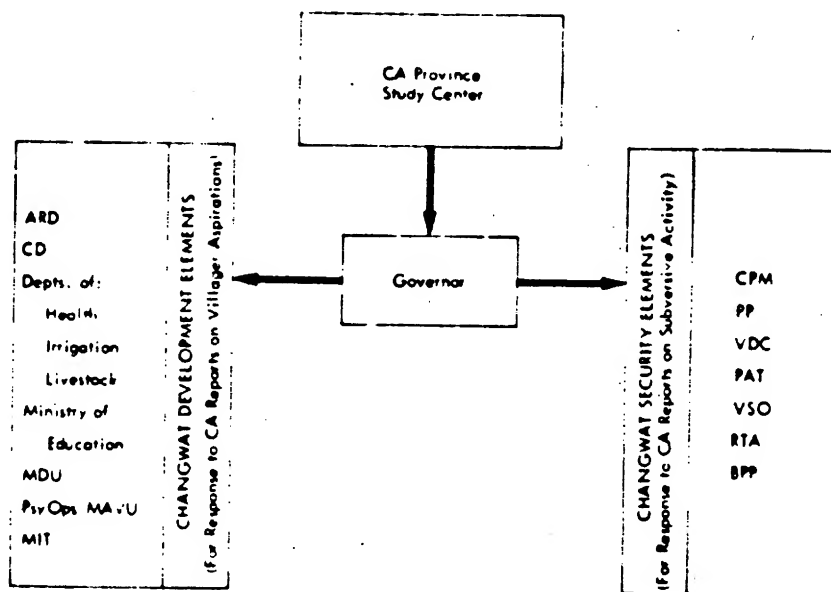 CA Province
Study Center
Governor
ARD
CD
Depts. of:
Health
Irrigation
Livestock
Ministry of
Education
MDU
PsyOps
MIT
CHANGWAT DEVELOPMENT ELEMENTS
(For Response to CA Reports on Villager Aspirations)
CHANGWAT SECURITY ELEMENTS
(For Response to CA Reports on Subversive Activity)
CPM
PP
VDC
PAT
VSO
RTA
BPP